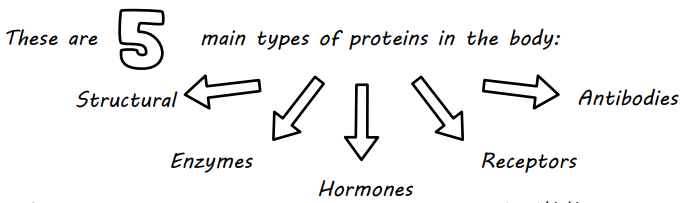 These are 5 main types of proteins in the body:
Structural
Antibodies
Enzymes
Receptors
Hormones